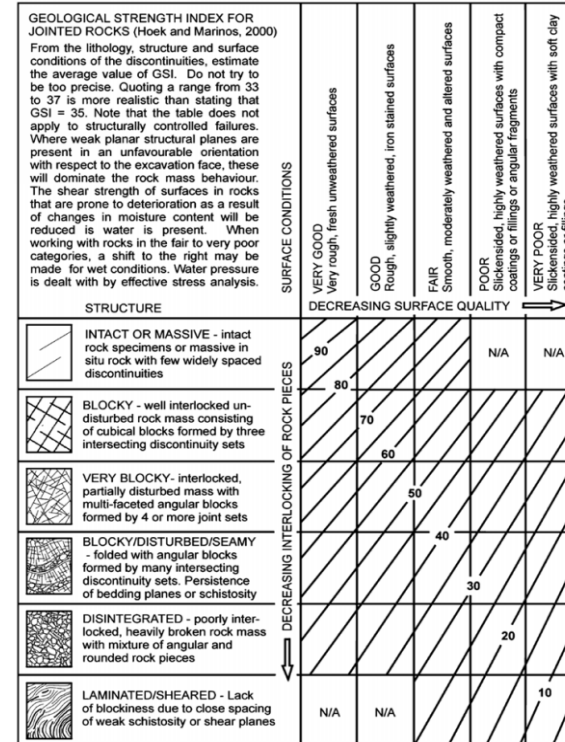 GEOLOGICAL STRENGTH INDEX FOR
JOINTED ROCKS (Hoek and Marinos, 2000)
From the lithology, structure and surface
conditions of the discontinuities, estimate
the average value of GSI. Do not try to
be too precise. Quoting a range from 33
to 37 is more realistic than stating that
GSI = 35. Note that the table does not
apply to structurally controlled failures.
Where weak planar structural planes are
present in an unfavourable orientation
with respect to the excavation face, these
will dominate the rock mass behaviour.
The shear strength of surfaces in rocks
that are prone to deterioration as a result
of changes in moisture content will be
reduced is water is present. When
working with rocks in the fair to very poor
categories, a shift to the right may be
made for wet conditions. Water pressure
is dealt with by effective stress analysis.
STRUCTURE
SURFACE CONDITIONS
VERY GOOD
Very rough, fresh unweathered surfaces
GOOD
Rough, slightly weathered, iron stained surfaces
FAIR
Smooth, moderately weathered and altered surfaces
POOR
Slickensided, highly weathered surfaces with compact
coatings or fillings or angular fragments
VERY POOR
Slickensided, highly weathered surfaces with soft clay
DECREASING SURFACE QUALITY
DECREASING INTERLOCKING OF ROCK PIECES
INTACT OR MASSIVE - intact
rock specimens or massive in
situ rock with few widely spaced
discontinuities
90
80
N/A
N/A
BLOCKY - well interlocked un-
disturbed rock mass consisting
of cubical blocks formed by three
intersecting discontinuity sets
70
60
VERY BLOCKY- interlocked,
partially disturbed mass with
multi-faceted angular blocks
formed by 4 or more joint sets
50
BLOCKY/DISTURBED/SEAMY
- folded with angular blocks
formed by many intersecting
discontinuity sets. Persistence
of bedding planes or schistosity
40
30
DISINTEGRATED - poorly inter-
locked, heavily broken rock mass
with mixture of angular and
rounded rock pieces
20
LAMINATED/SHEARED - Lack
of blockiness due to close spacing
of weak schistosity or shear planes
N/A
N/A
10